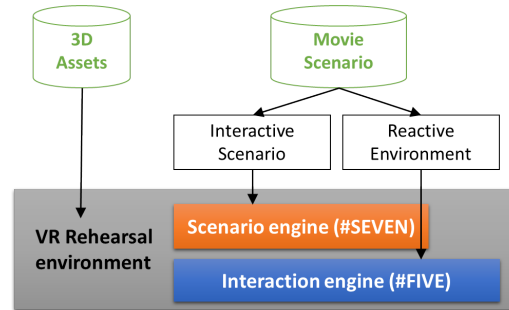 3D
Assets
Movie
Scenario
Interactive
Scenario
Reactive
Environment
VR Rehearsal
environment
Scenario engine (#SEVEN)
Interaction engine (#FIVE)